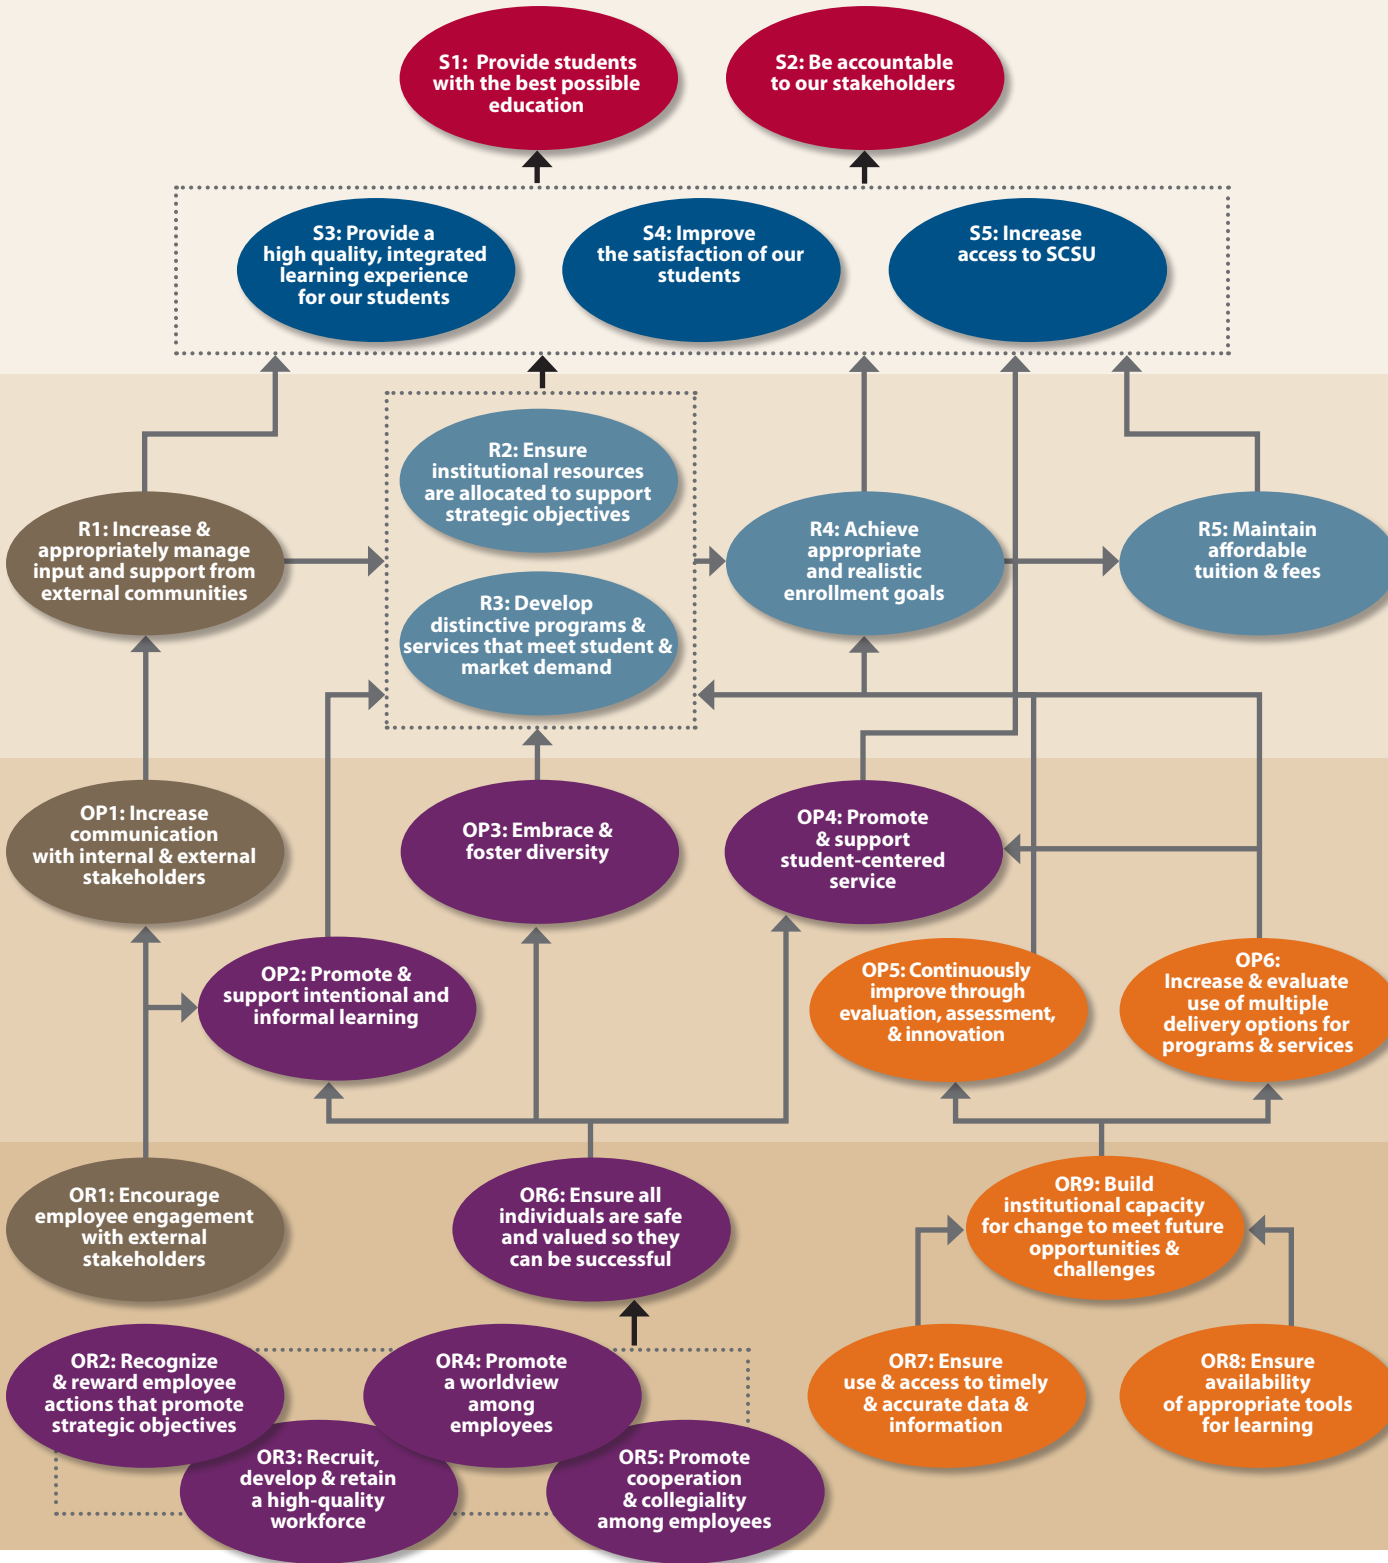 S1: Provide students
with the best possible
education
S2: Be accountable
to our stakeholders
S3: Provide a
high quality, integrated
learning experience
for our students
S4: Improve
the satisfaction of our
students
S5: Increase
access to SCSU
R2: Ensure
institutional resources
are allocated to support
strategic objectives
R1: Increase &
appropriately manage
input and support from
external communities
R3: Develop
distinctive programs &
services that meet student &
market demand
R4: Achieve
appropriate
and realistic
enrollment goals
R5: Maintain
affordable
tuition & fees
OP1: Increase
communication
with internal & external
stakeholders
OP3: Embrace &
foster diversity
OP4: Promote
& support
student-centered
service
OP2: Promote &
support intentional and
informal learning
OP5: Continuously
improve through
evaluation, assessment,
& innovation
OP6:
Increase & evaluate
use of multiple
delivery options for
programs & services
OR1: Encourage
employee engagement
with external
stakeholders
OR6: Ensure all
individuals are safe
and valued so they
can be successful
OR9: Build
institutional capacity
for change to meet future
opportunities &
challenges
OR2: Recognize
& reward employee
actions that promote
strategic objectives
OR4: Promote
a worldview
among
employees
OR7: Ensure
use & access to timely
& accurate data &
information
OR8: Ensure
availability
of appropriate tools
for learning
OR3: Recruit,
develop & retain
a high-quality
workforce
OR5: Promote
cooperation
& collegiality
among employees